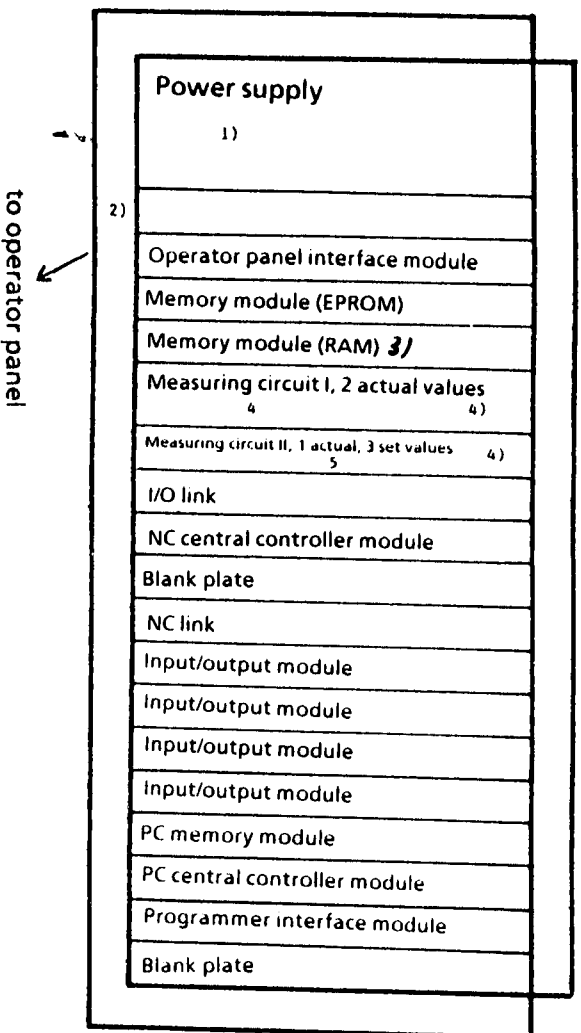 Power supply
1)
2)
to operator panel
Operator panel interface module
Memory module (EPROM)
Memory module (RAM) 3)
Measuring circuit I, 2 actual values
4 4)
Measuring circuit II, 1 actual, 3 set values 4)
5
I/O link
NC central controller module
Blank plate
NC link
Input/output module
Input/output module
Input/output module
Input/output module
PC memory module
PC central controller module
Programmer interface module
Blank plate